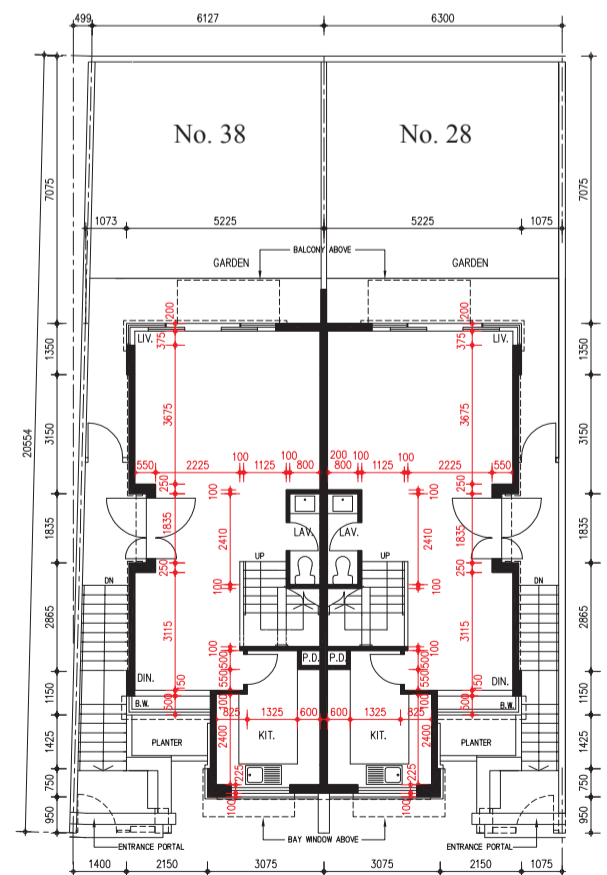 499 6127 6300
No. 38 No. 28
7075 7075
1073 5225 5225 1075
GARDEN BALCONY ABOVE GARDEN
200 200
LIV. LIV.
375 375
1350 1350
3675 3675
20554
3150 3150
100 100 200 100 100
550 2225 1125 800 800 1125 2225 550
250 100 100 250
1835 1835 LAV. LAV. 1835 1835
2410 2410
250 UP UP 250
DN 100 100 DN
2865 3115 3115 2865
100 100
500 P.D. P.D. 500
DIN. 550 550 DIN.
150 150
1150 B.W. 500 100 100 500 B.W. 1150
825 1325 600 600 1325 825
PLANTER 2400 KIT. KIT. 2400 PLANTER
1425 1425
225 225
750 100 100 750
950 950
ENTRANCE PORTAL BAY WINDOW ABOVE ENTRANCE PORTAL
1400 2150 3075 3075 2150 1075